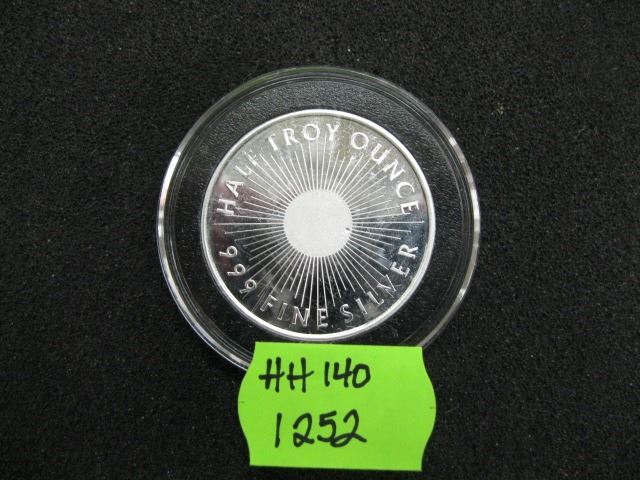 HALF TROY OUNCE
999 FINE SILVER
HH 140
1252